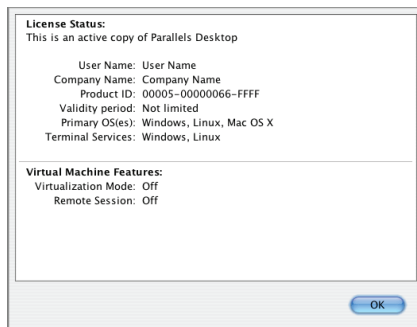 License Status:
This is an active copy of Parallels Desktop
User Name: User Name
Company Name: Company Name
Product ID: 00005-00000066-FFFF
Validity period: Not limited
Primary OS(es): Windows, Linux, Mac OS X
Terminal Services: Windows, Linux
Virtual Machine Features:
Virtualization Mode: Off
Remote Session: Off
OK